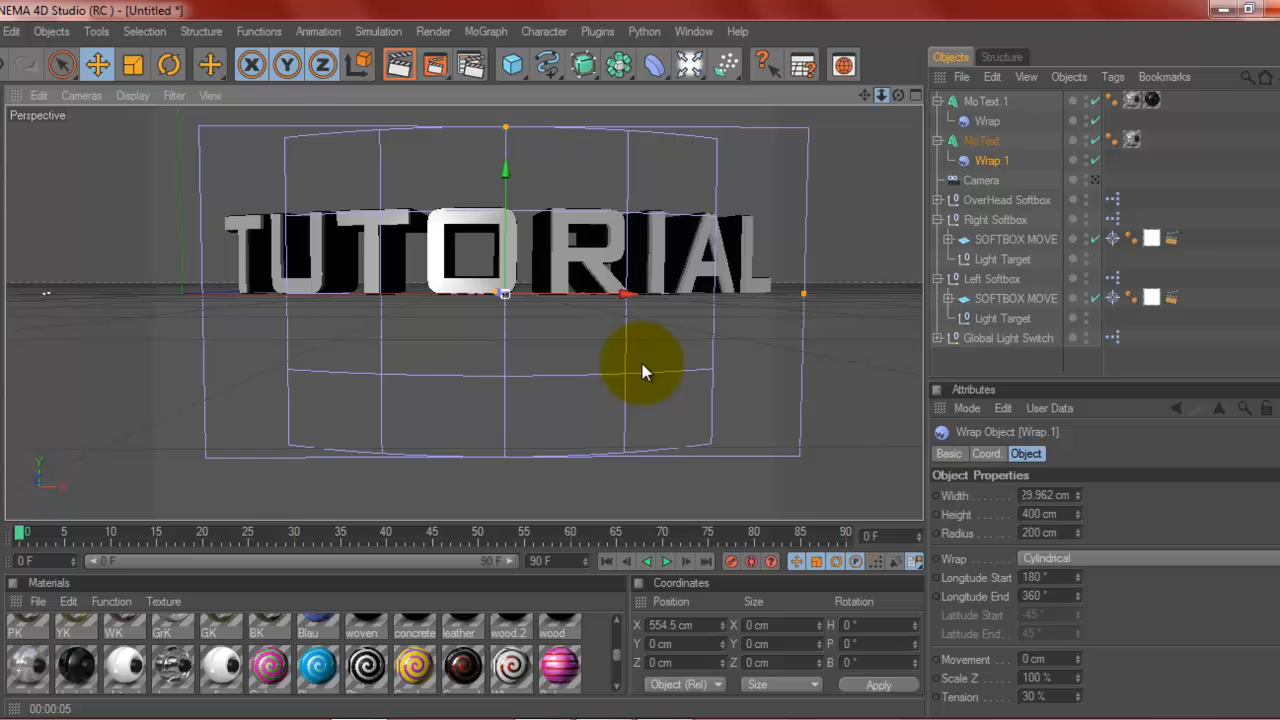 NEMA 4D Studio (RC ) - [Untitled *]
Edit Objects Tools Selection Structure Functions Animation Simulation Render MoGraph Character Plugins Python Window Help
X Y Z
Objects Structure
File Edit View Objects Tags Bookmarks
Edit Cameras Display Filter View
Perspective
TUTORIAL
Y
X
MoText.1
Wrap
MoText
Wrap.1
Camera
OverHead Softbox
Right Softbox
SOFTBOX MOVE
Light Target
Left Softbox
SOFTBOX MOVE
Light Target
Global Light Switch
Attributes
Mode Edit User Data
Wrap Object [Wrap.1]
Basic Coord. Object
Object Properties
Width 29.962 cm
Height 400 cm
Radius 200 cm
Wrap Cylindrical
Longitude Start 180 °
Longitude End 360 °
Latitude Start -45 °
Latitude End 45 °
Movement 0 cm
Scale Z 100 %
Tension 30 %
0 5 10 15 20 25 30 35 40 45 50 55 60 65 70 75 80 85 90 0 F
0 F 0 F 90 F 90 F
Materials
File Edit Function Texture
PK YK WK GrK GK BK Blau woven concrete leather wood.2 wood
Coordinates
Position Size Rotation
X 554.5 cm X 0 cm H 0 °
Y 0 cm Y 0 cm P 0 °
Z 0 cm Z 0 cm B 0 °
Object (Rel) Size Apply
00:00:05